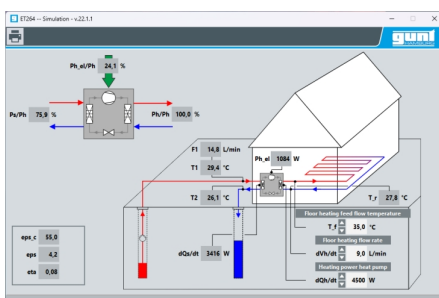 ET264 -- Simulation - v.22.1.1
gunt
Ph_el/Ph 24,1 %
Ps/Ph 75,9 %
Ph/Ph 100,0 %
F1 14,8 L/min
T1 29,4 °C
T2 26,1 °C
Ph_el 1084 W
T_r 27,8 °C
Floor heating feed flow temperature
T_f 35,0 °C
Floor heating flow rate
dVh/dt 9,0 L/min
Heating power heat pump
dQh/dt 4500 W
dQs/dt 3416 W
eps_c 55,0
eps 4,2
eta 0,08